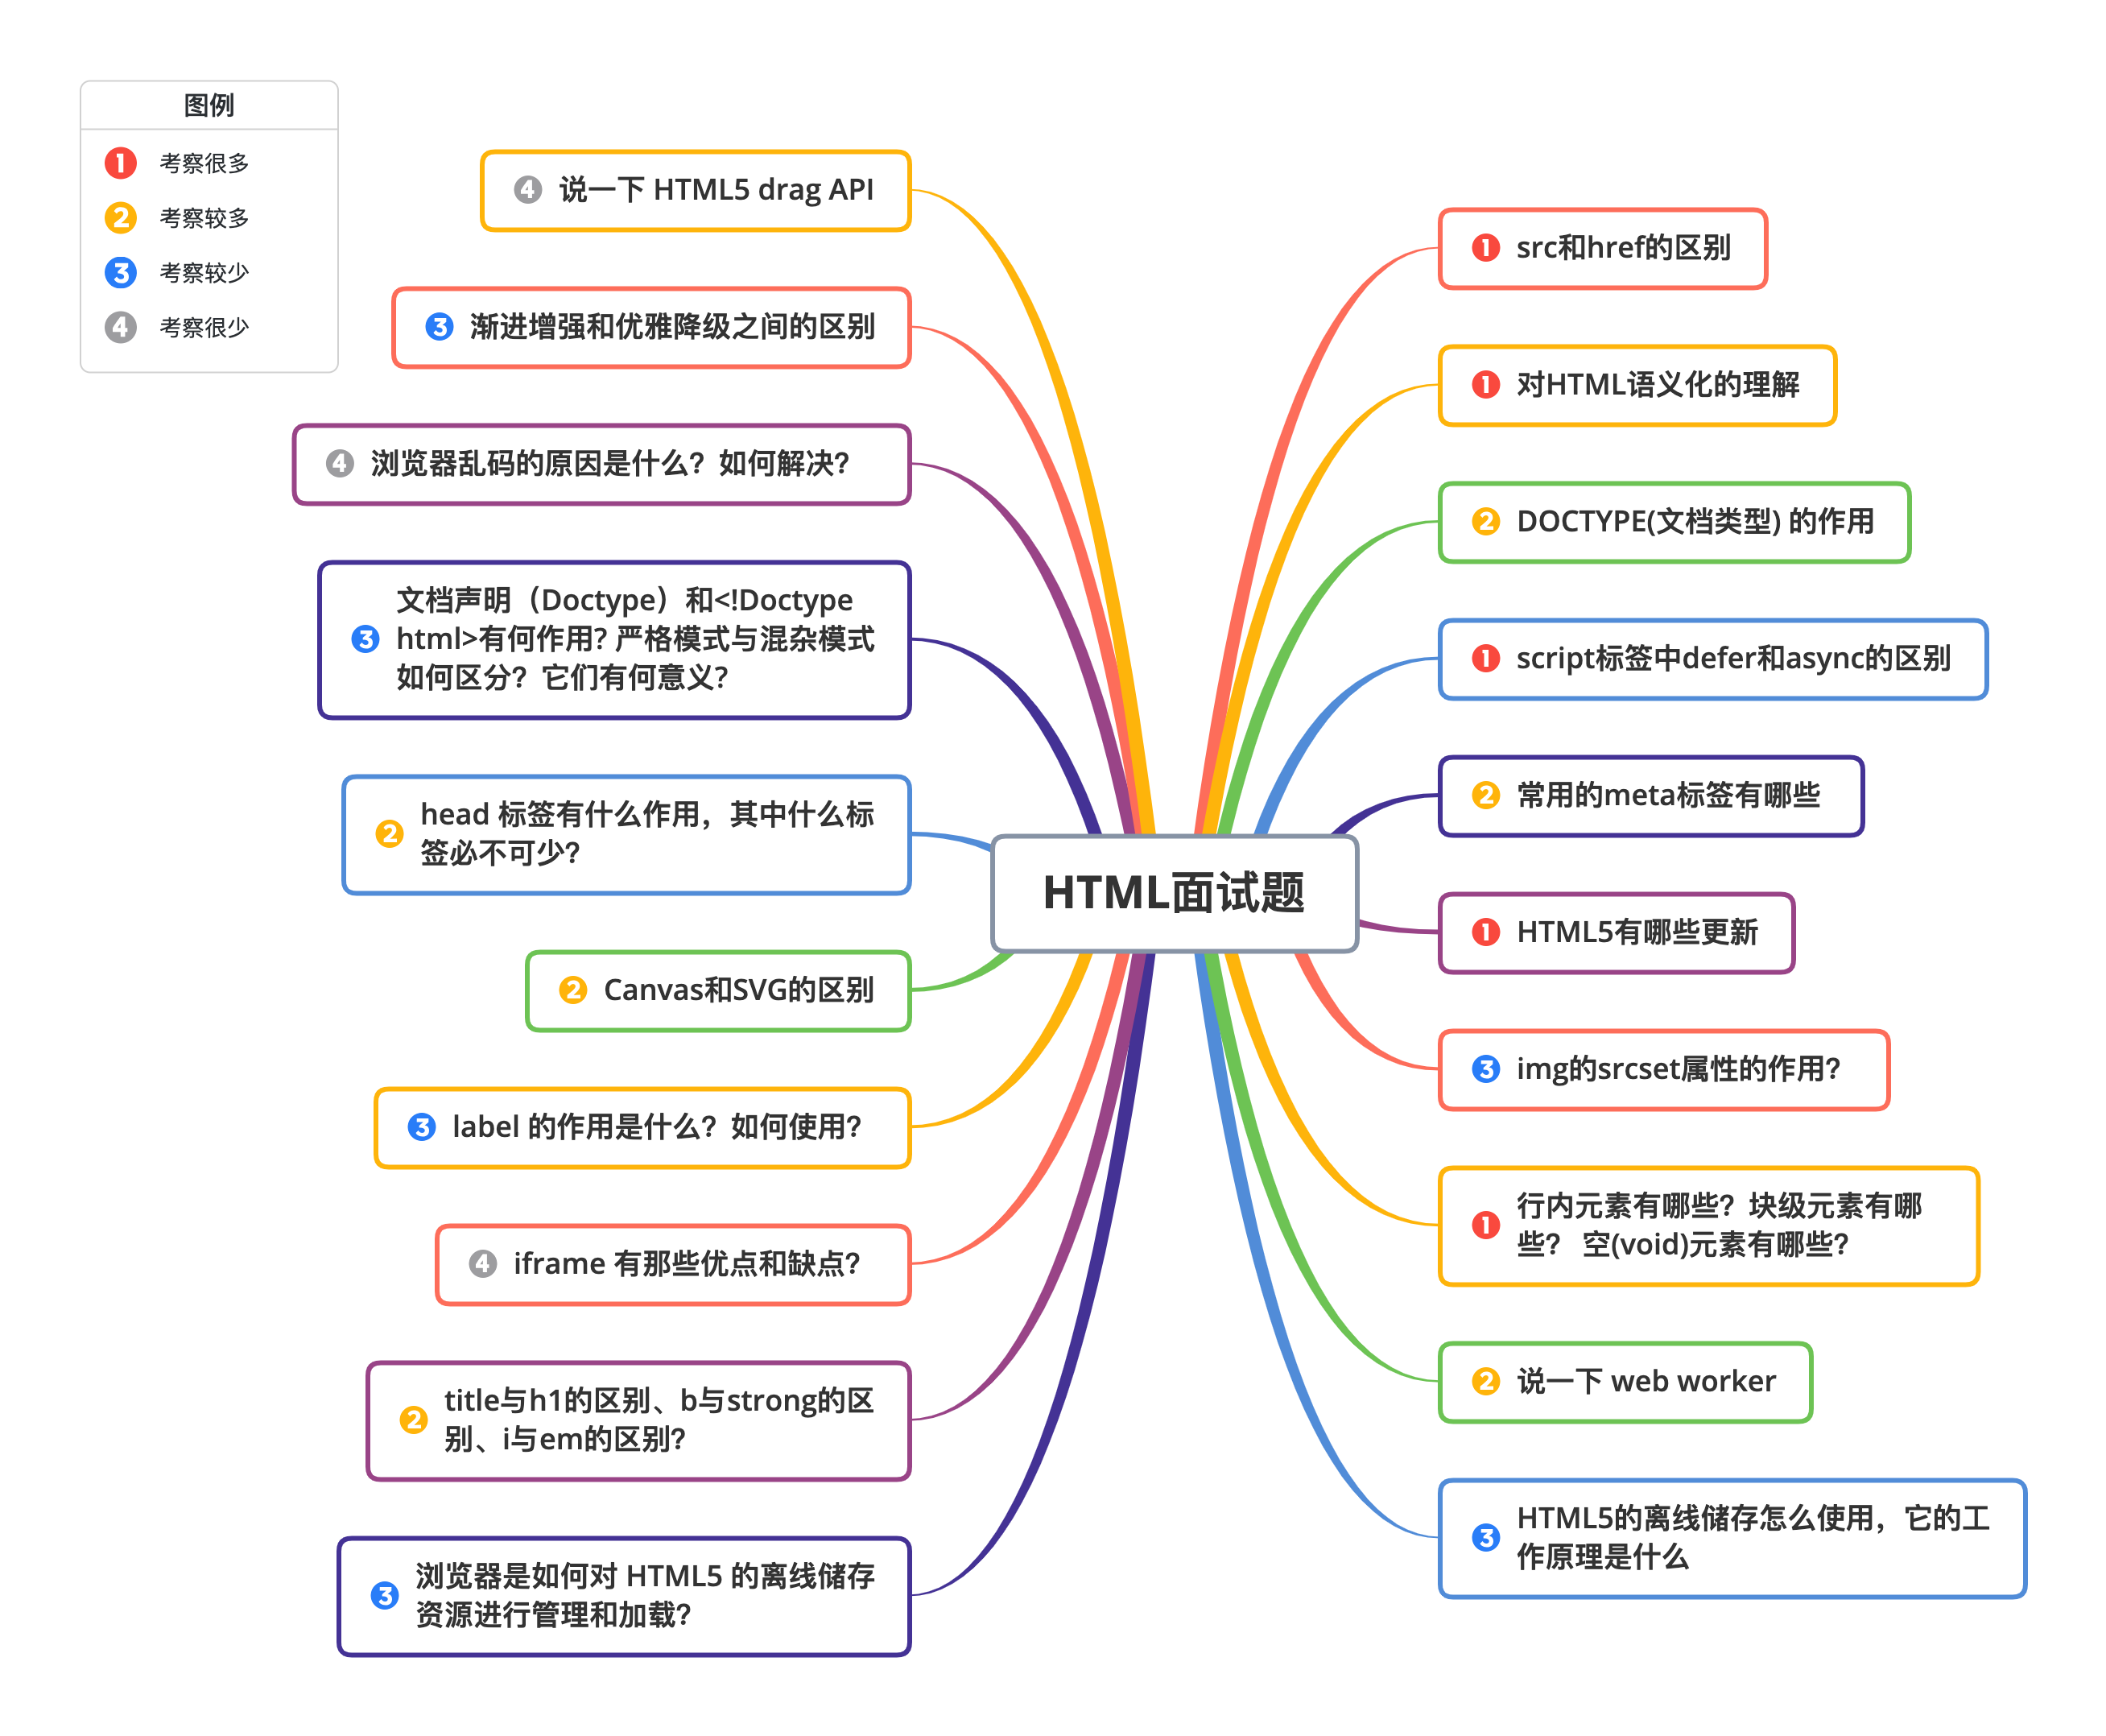 图例
1 考察很多
2 考察较多
3 考察较少
4 考察很少
HTML面试题
1 src和href的区别
1 对HTML语义化的理解
2 DOCTYPE(文档类型) 的作用
1 script标签中defer和async的区别
2 常用的meta标签有哪些
1 HTML5有哪些更新
3 img的srcset属性的作用？
1 行内元素有哪些？块级元素有哪
些？ 空(void)元素有哪些？
2 说一下 web worker
3 HTML5的离线储存怎么使用，它的工
作原理是什么
4 说一下 HTML5 drag API
3 渐进增强和优雅降级之间的区别
4 浏览器乱码的原因是什么？如何解决？
3 文档声明（Doctype）和<!Doctype
html>有何作用? 严格模式与混杂模式
如何区分？它们有何意义?
2 head 标签有什么作用，其中什么标
签必不可少？
2 Canvas和SVG的区别
3 label 的作用是什么？如何使用？
4 iframe 有那些优点和缺点？
2 title与h1的区别、b与strong的区
别、i与em的区别？
3 浏览器是如何对 HTML5 的离线储存
资源进行管理和加载？